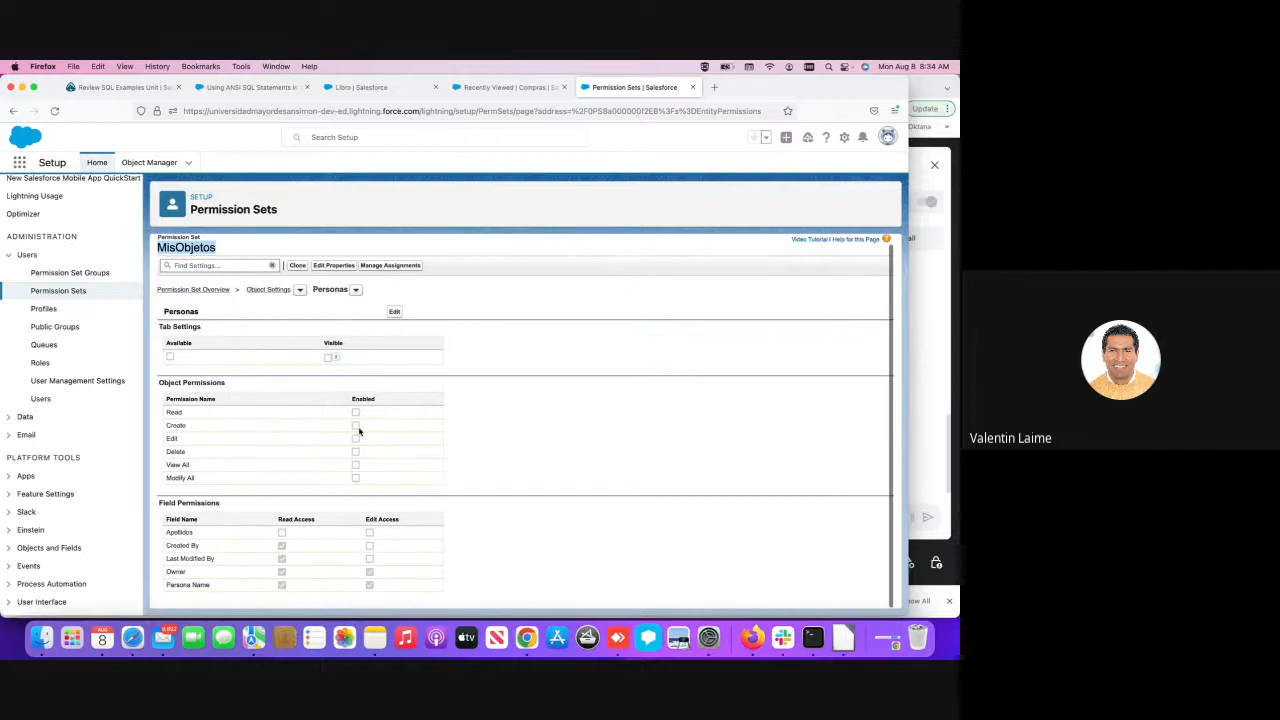 Firefox File Edit View History Bookmarks Tools Window Help Mon Aug 8 8:34 AM
Review SQL Examples Unit | Sa Using ANSI SQL Statements in Libro | Salesforce Recently Viewed | Compras | Sa Permission Sets | Salesforce
https://universidadmayordesansimon-dev-ed.lightning.force.com/lightning/setup/PermSets/page?address=%2F0PS8a000000f2EB%3Fs%3DEntityPermissions
Update
Oktana
Search Setup
Setup Home Object Manager
New Salesforce Mobile App QuickStart
Lightning Usage
Optimizer
ADMINISTRATION
Users
Permission Set Groups
Permission Sets
Profiles
Public Groups
Queues
Roles
User Management Settings
Users
Data
Email
PLATFORM TOOLS
Apps
Feature Settings
Slack
Einstein
Objects and Fields
Events
Process Automation
User Interface
SETUP
Permission Sets
Permission Set
MisObjetos
Video Tutorial | Help for this Page
Find Settings... Clone Edit Properties Manage Assignments
Permission Set Overview > Object Settings Personas
Personas Edit
Tab Settings
Available Visible
Object Permissions
Permission Name Enabled
Read
Create
Edit
Delete
View All
Modify All
Field Permissions
Field Name Read Access Edit Access
Apellidos
Created By
Last Modified By
Owner
Persona Name
Valentin Laime
AUG
8
8,892